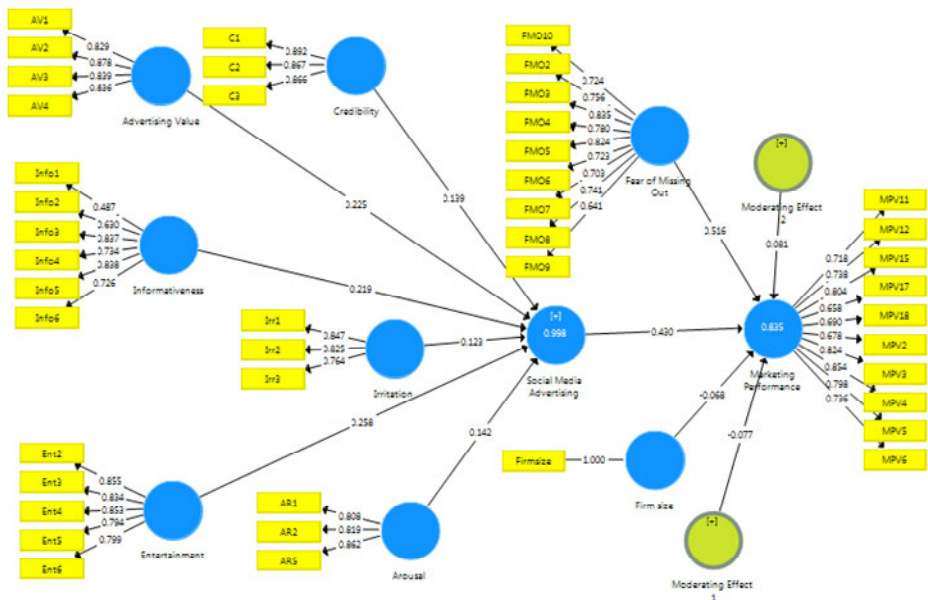 AV1
AV2
AV3
AV4
0.829
0.878
0.839
0.836
Advertising Value
C1
C2
C3
0.892
0.867
0.866
Credibility
FMO10
FMO2
FMO3
FMO4
FMO5
FMO6
FMO7
FMO8
FMO9
0.724
0.756
0.835
0.780
0.824
0.723
0.703
0.741
0.641
Fear of Missing
Out
[+]
Moderating Effect
2
0.225
0.139
0.516
0.081
Info1
Info2
Info3
Info4
Info5
Info6
0.487
0.630
0.837
0.734
0.838
0.726
Informativeness
0.219
Irr1
Irr2
Irr3
0.847
0.825
0.764
Irritation
0.123
[+]
0.998
Social Media
Advertising
0.430
0.835
Marketing
Performance
MPV11
MPV12
MPV15
MPV17
MPV18
MPV2
MPV3
MPV4
MPV5
MPV6
0.718
0.738
0.804
0.658
0.690
0.678
0.824
0.854
0.798
0.736
0.258
0.142
-0.068
-0.077
Ent2
Ent3
Ent4
Ent5
Ent6
0.855
0.834
0.853
0.794
0.799
Entertainment
AR1
AR2
AR5
0.808
0.819
0.862
Arousal
Firmsize
1.000
Firm size
[+]
Moderating Effect
1